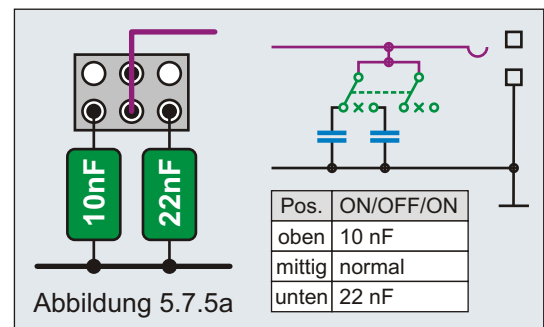 10nF
22nF
Abbildung 5.7.5a
Pos. ON/OFF/ON
oben 10 nF
mittig normal
unten 22 nF